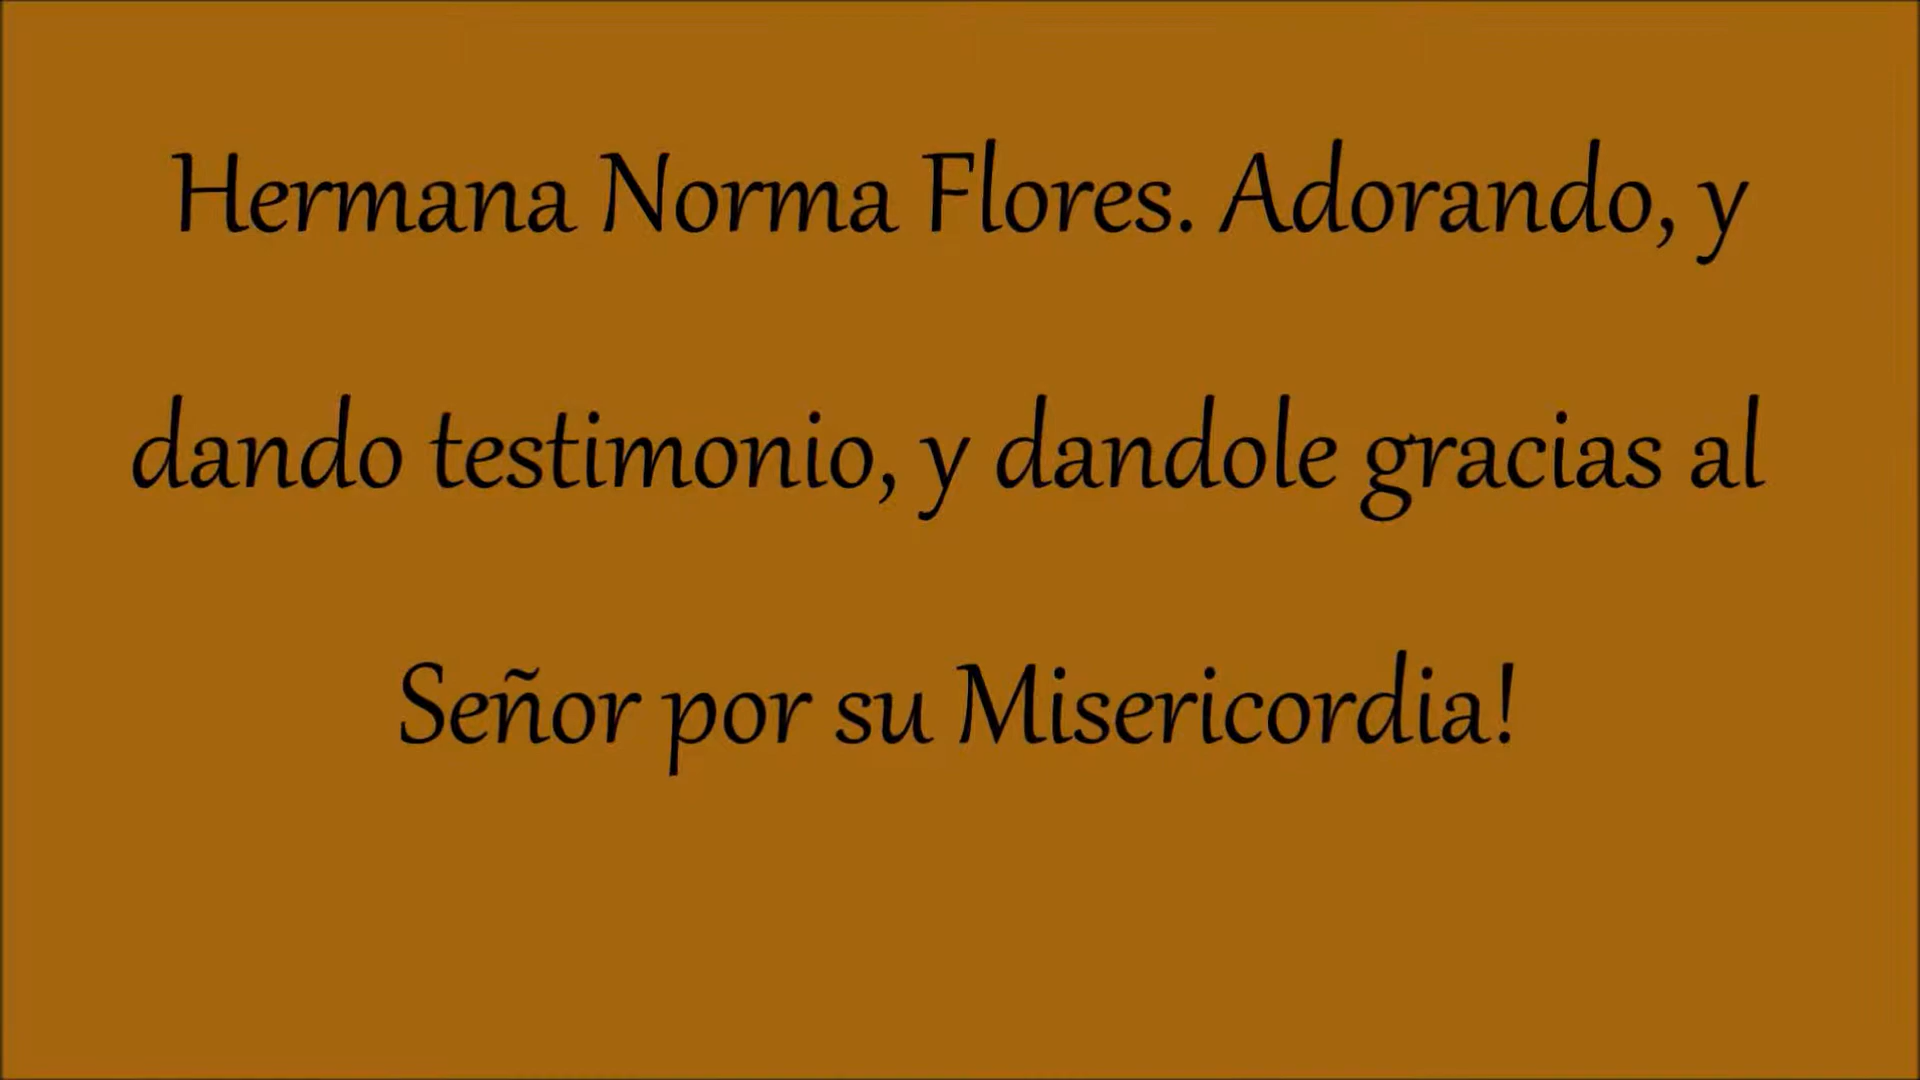 Hermana Norma Flores. Adorando, y
dando testimonio, y dandole gracias al
Señor por su Misericordia!